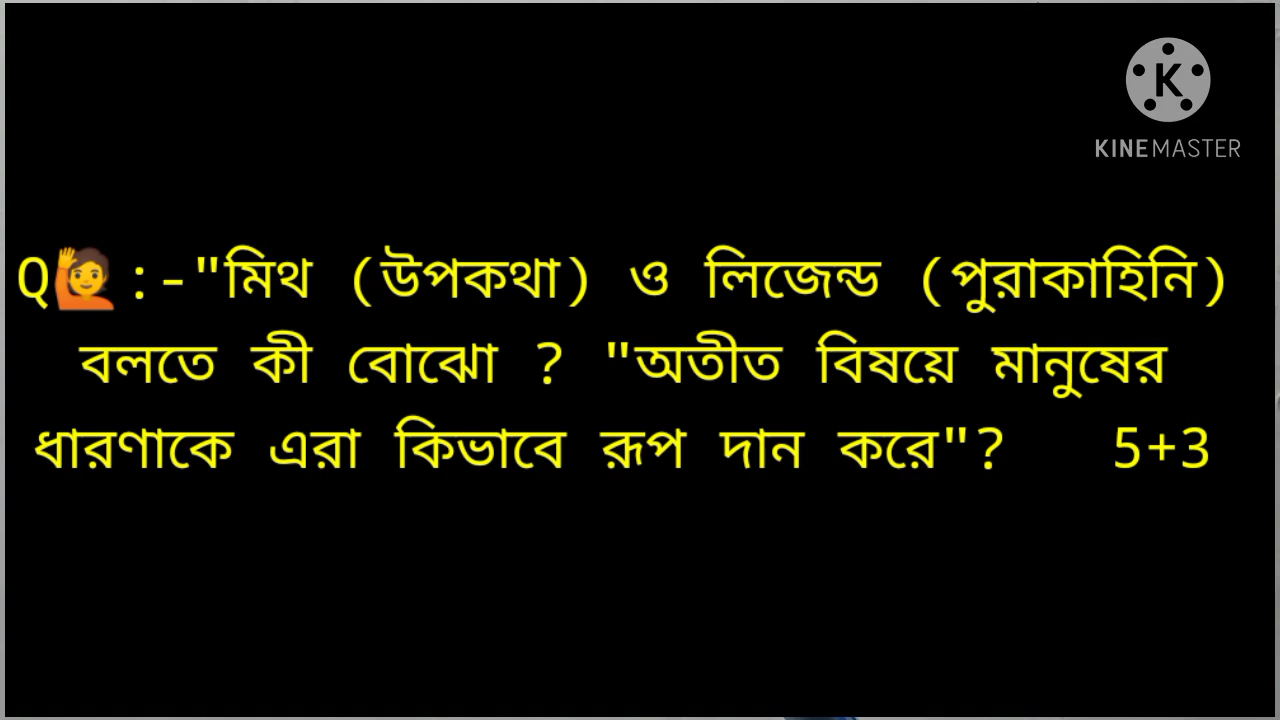 KINEMASTER
Q🙋:-"মিথ (উপকথা) ও লিজেন্ড (পুরাকাহিনি)
বলতে কী বোঝো ? "অতীত বিষয়ে মানুষের
ধারণাকে এরা কিভাবে রূপ দান করে"? 5+3